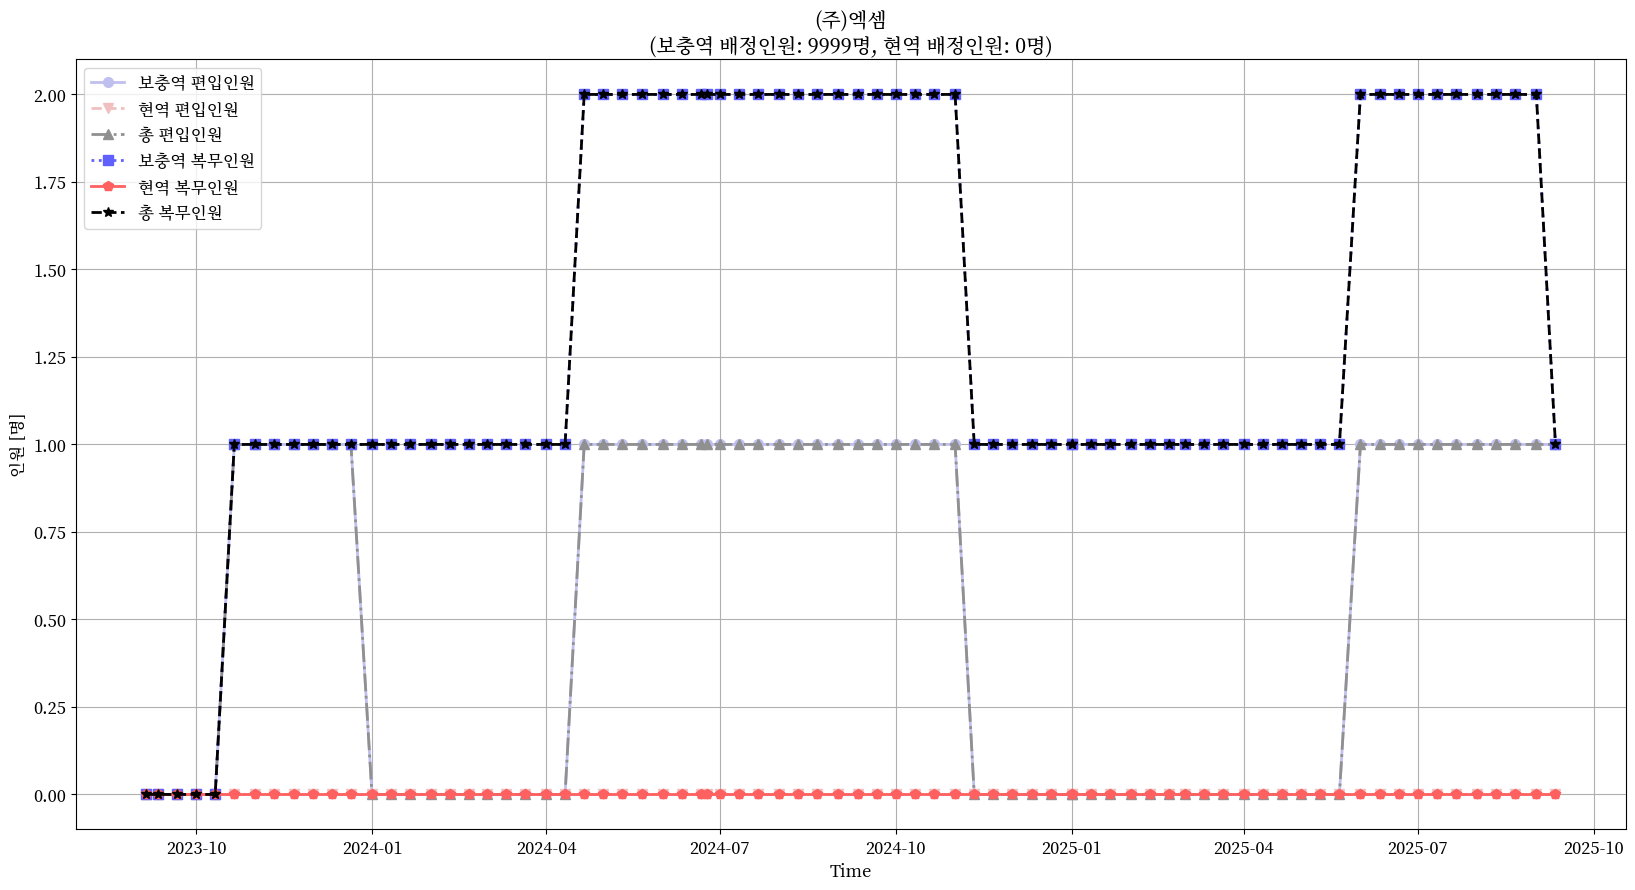 (주)엑셈
(보충역 배정인원: 9999명, 현역 배정인원: 0명)
보충역 편입인원
현역 편입인원
총 편입인원
보충역 복무인원
현역 복무인원
총 복무인원
2.00
1.75
1.50
1.25
1.00
0.75
0.50
0.25
0.00
인원 [명]
2023-10
2024-01
2024-04
2024-07
2024-10
2025-01
2025-04
2025-07
2025-10
Time